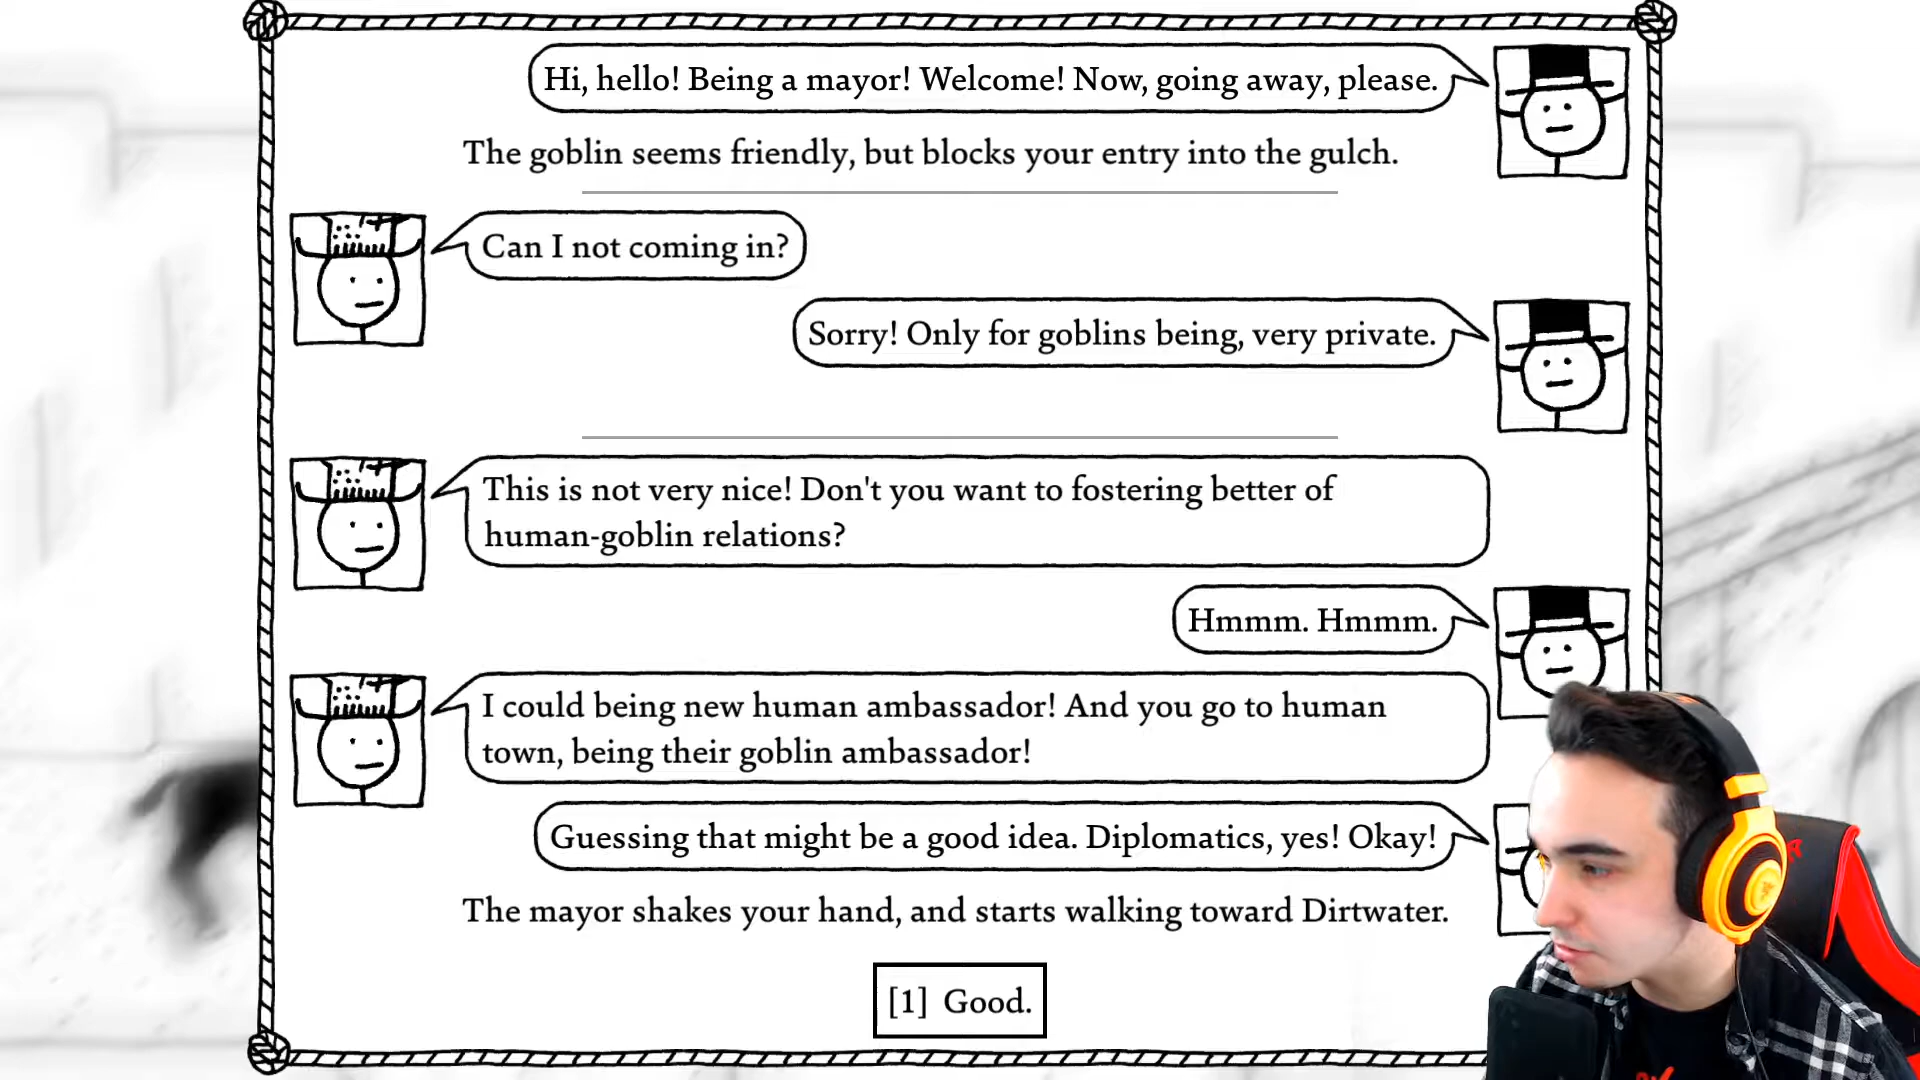 Hi, hello! Being a mayor! Welcome! Now, going away, please.
The goblin seems friendly, but blocks your entry into the gulch.
Can I not coming in?
Sorry! Only for goblins being, very private.
This is not very nice! Don't you want to fostering better of
human-goblin relations?
Hmmm. Hmmm.
I could being new human ambassador! And you go to human
town, being their goblin ambassador!
Guessing that might be a good idea. Diplomatics, yes! Okay!
The mayor shakes your hand, and starts walking toward Dirtwater.
[1] Good.